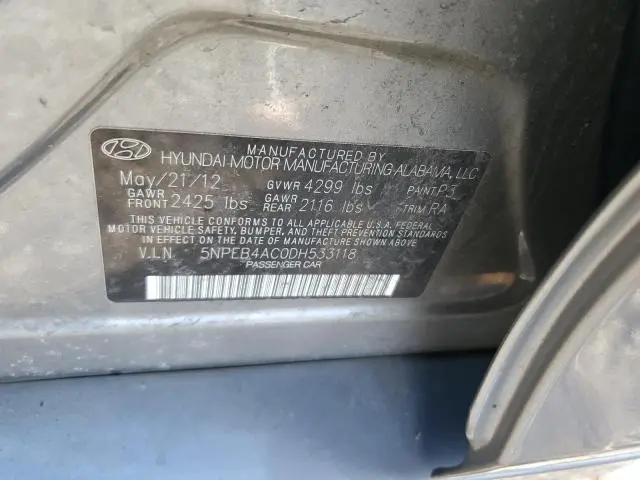 MANUFACTURED BY
HYUNDAI MOTOR MANUFACTURING ALABAMA, LLC
May/21/12 GVWR 4299 lbs PAINT P3
GAWR FRONT 2425 lbs GAWR REAR 2116 lbs TRIM RA
THIS VEHICLE CONFORMS TO ALL APPLICABLE U.S.A. FEDERAL
MOTOR VEHICLE SAFETY, BUMPER, AND THEFT PREVENTION STANDARDS
IN EFFECT ON THE DATE OF MANUFACTURE SHOWN ABOVE.
V.I.N. 5NPEB4AC0DH533118
PASSENGER CAR